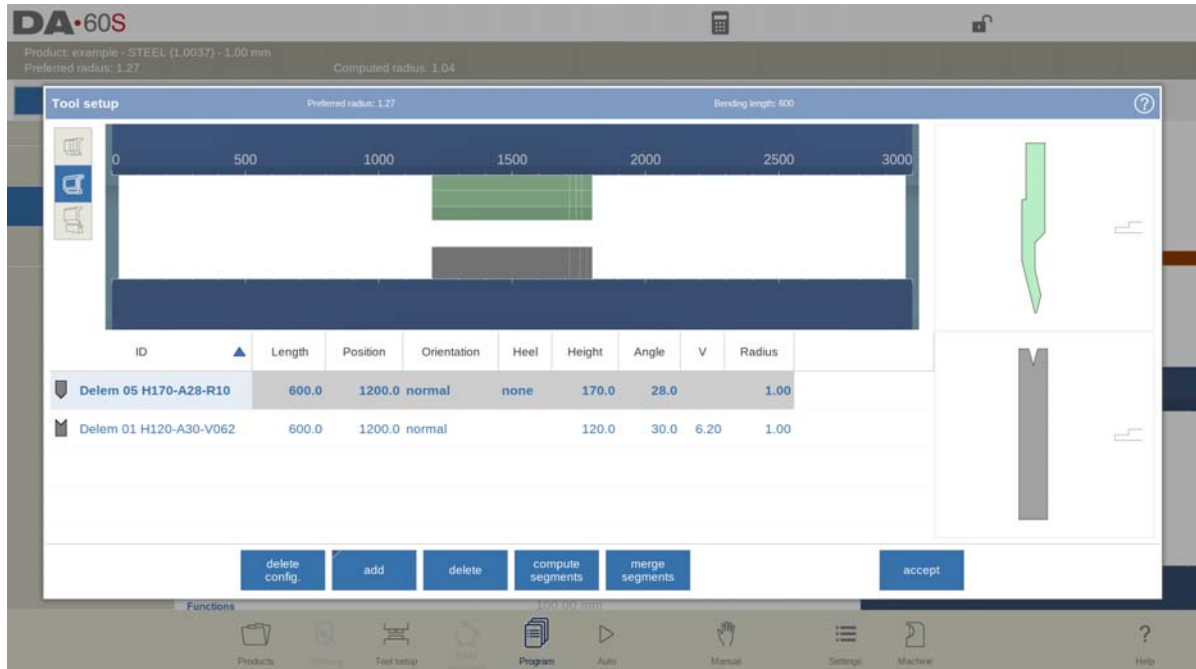 DA•60S
Product: example - STEEL (1.0037) - 1.00 mm
Preferred radius: 1.27 Computed radius: 1.04
Tool setup Preferred radius: 1.27 Bending length: 600 ?
0 500 1000 1500 2000 2500 3000
ID Length Position Orientation Heel Height Angle V Radius
Delem 05 H170-A28-R10 600.0 1200.0 normal none 170.0 28.0 1.00
Delem 01 H120-A30-V062 600.0 1200.0 normal 120.0 30.0 6.20 1.00
delete config. add delete compute segments merge segments accept
Functions 100.00 mm
Products Tool setup Program Auto Manual Settings Machine Help